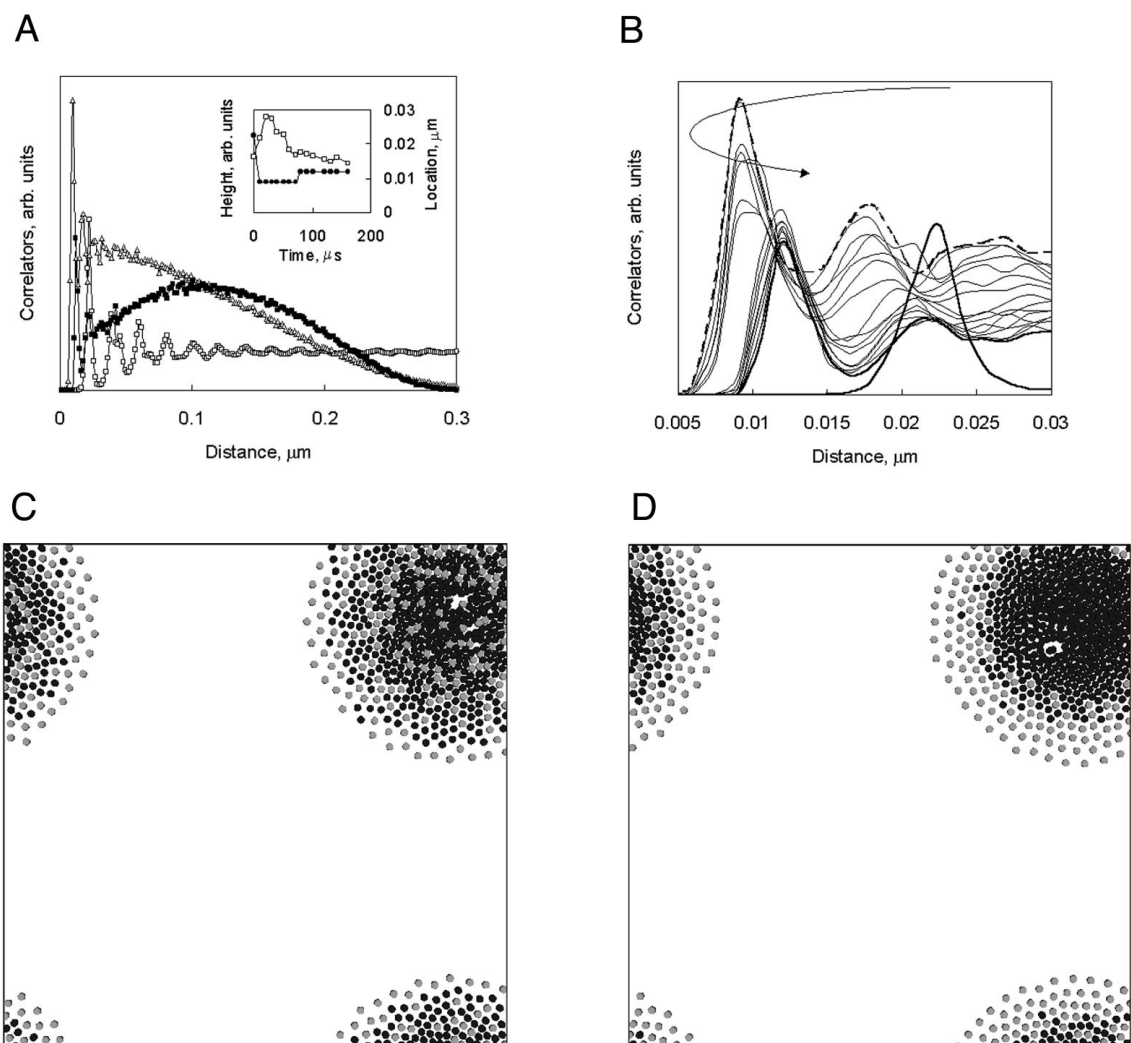 A
B
Correlators, arb. units
Height, arb. units
0.03
0.02
0.01
0
Location, μm
0
100
200
Time, μs
0
0.1
0.2
0.3
Distance, μm
Correlators, arb. units
0.005
0.01
0.015
0.02
0.025
0.03
Distance, μm
C
D